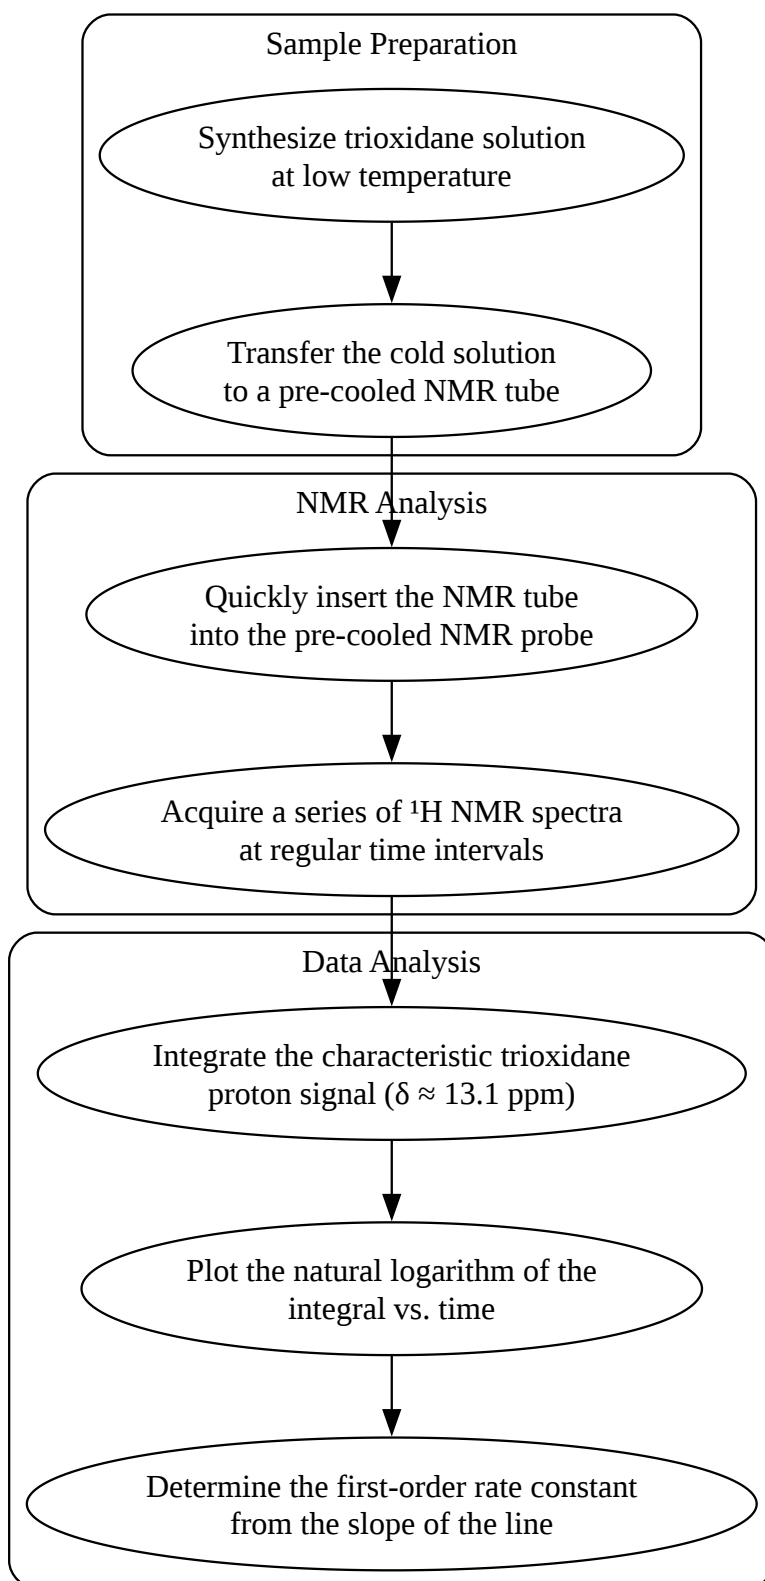 Sample Preparation
Synthesize trioxidane solution
at low temperature
Transfer the cold solution
to a pre-cooled NMR tube
NMR Analysis
Quickly insert the NMR tube
into the pre-cooled NMR probe
Acquire a series of ¹H NMR spectra
at regular time intervals
Data Analysis
Integrate the characteristic trioxidane
proton signal (δ ≈ 13.1 ppm)
Plot the natural logarithm of the
integral vs. time
Determine the first-order rate constant
from the slope of the line